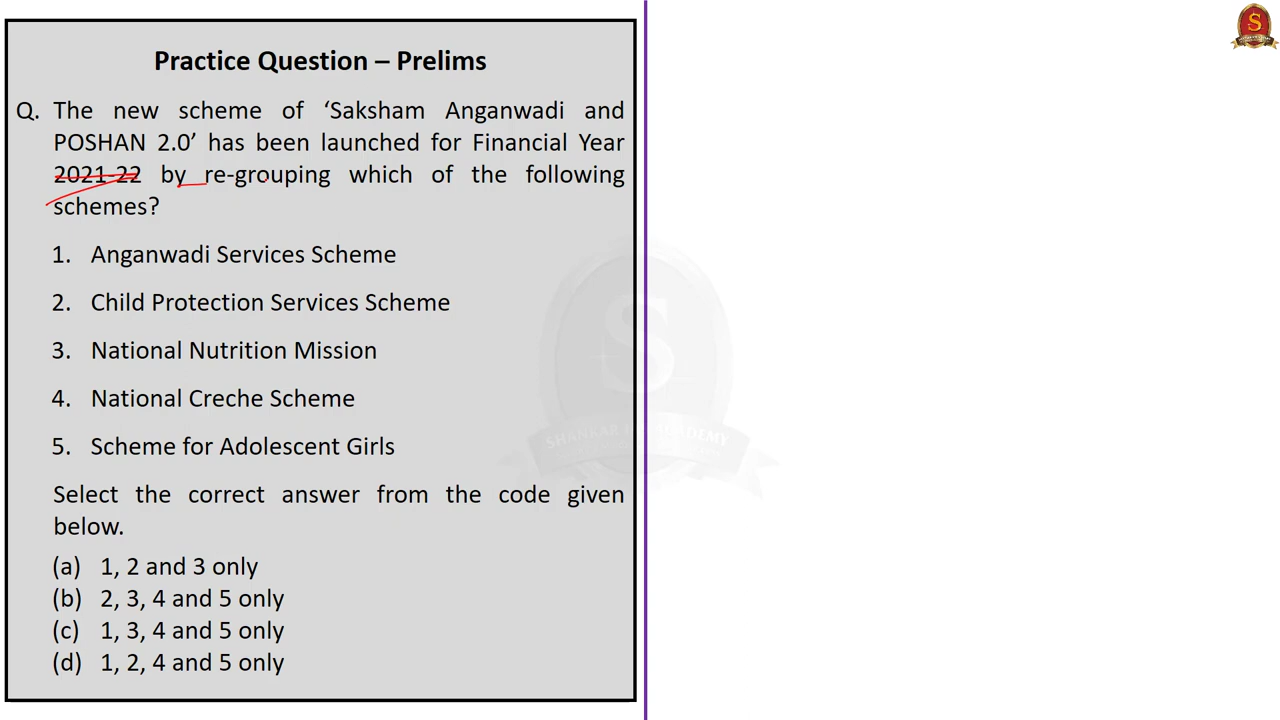 Practice Question – Prelims
Q. The new scheme of ‘Saksham Anganwadi and
POSHAN 2.0’ has been launched for Financial Year
2021-22 by re-grouping which of the following
schemes?
1. Anganwadi Services Scheme
2. Child Protection Services Scheme
3. National Nutrition Mission
4. National Creche Scheme
5. Scheme for Adolescent Girls
Select the correct answer from the code given
below.
(a) 1, 2 and 3 only
(b) 2, 3, 4 and 5 only
(c) 1, 3, 4 and 5 only
(d) 1, 2, 4 and 5 only